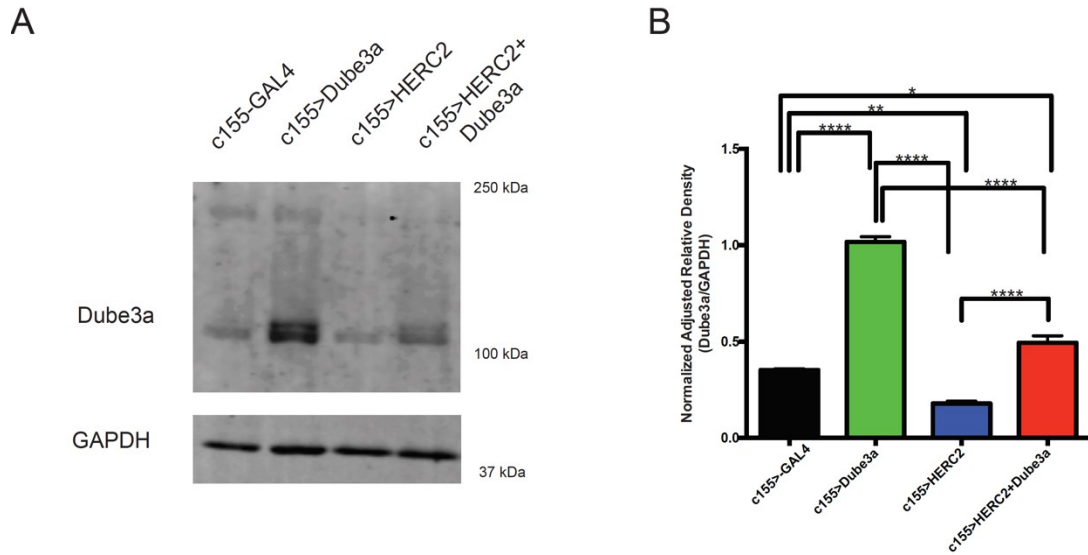 A
c155-GAL4
c155>Dube3a
c155>HERC2
c155>HERC2+
Dube3a
250 kDa
Dube3a
100 kDa
GAPDH
37 kDa
B
*
**
****
****
****
****
Normalized Adjusted Relative Density
(Dube3a/GAPDH)
1.5
1.0
0.5
0.0
c155>-GAL4
c155>Dube3a
c155>HERC2
c155>HERC2+Dube3a